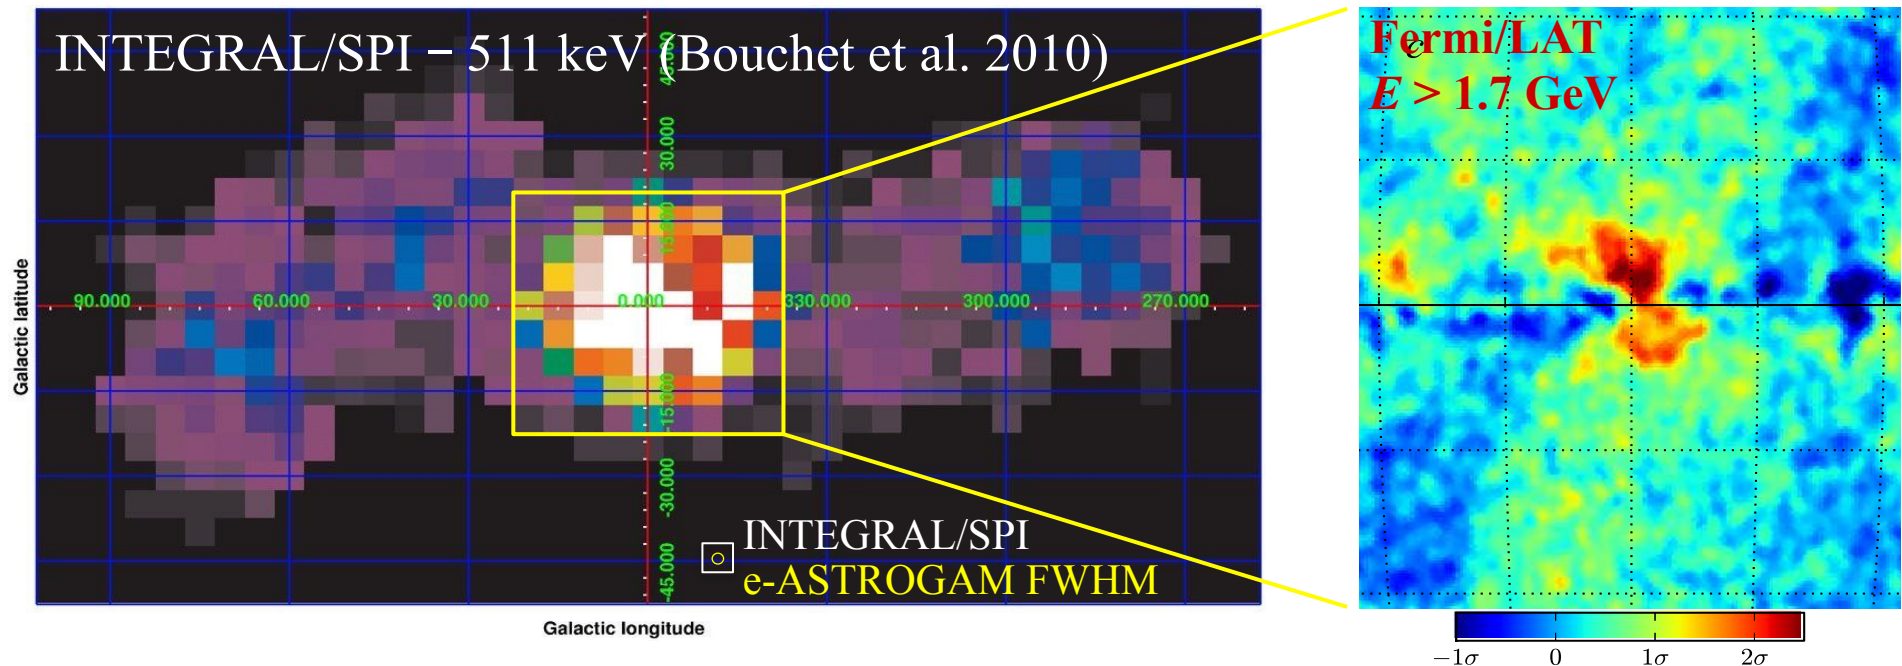 INTEGRAL/SPI – 511 keV (Bouchet et al. 2010)
45.000
30.000
15.000
90.000 60.000 30.000 0.000 330.000 300.000 270.000
-15.000
-30.000
-45.000
Galactic latitude
INTEGRAL/SPI
e-ASTROGAM FWHM
Galactic longitude
Fermi/LAT
E > 1.7 GeV
−1σ 0 1σ 2σ